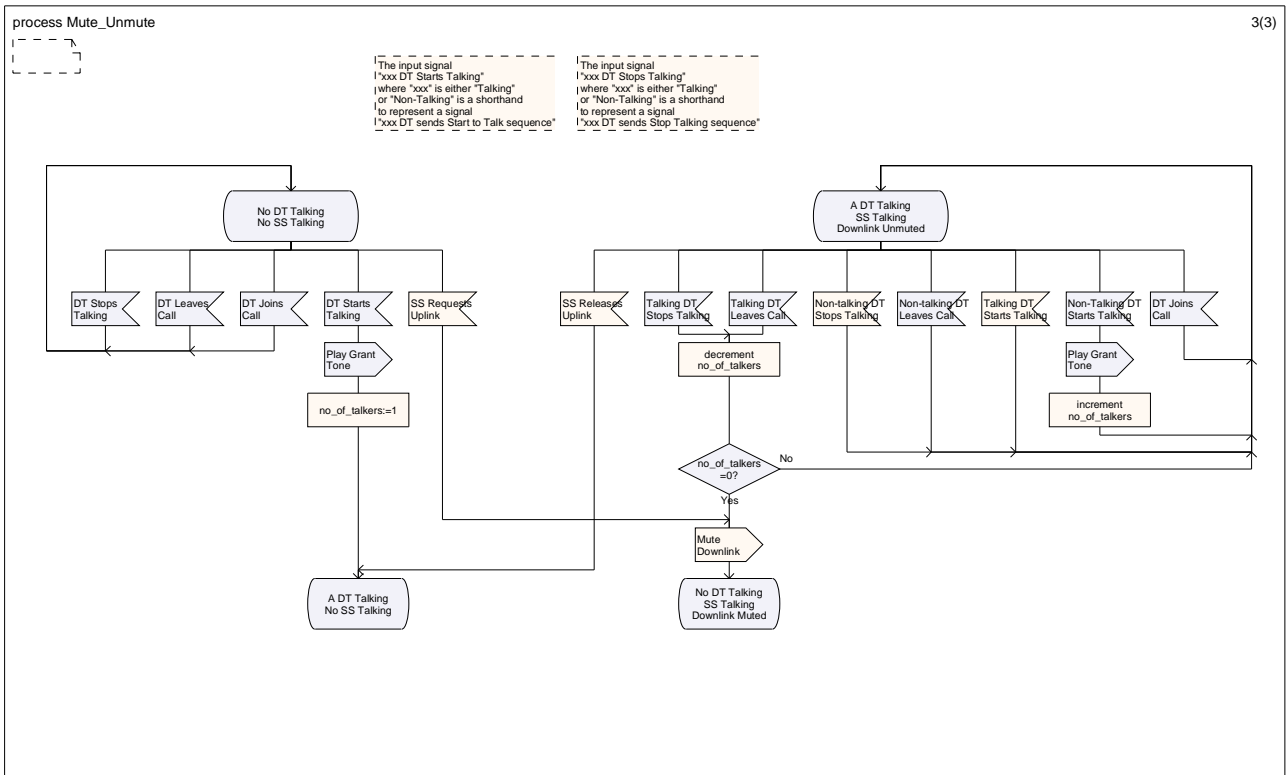 process Mute_Unmute
3(3)
The input signal
"xxx DT Starts Talking"
where "xxx" is either "Talking"
or "Non-Talking" is a shorthand
to represent a signal
"xxx DT sends Start to Talk sequence"
The input signal
"xxx DT Stops Talking"
where "xxx" is either "Talking"
or "Non-Talking" is a shorthand
to represent a signal
"xxx DT sends Stop Talking sequence"
No DT Talking
No SS Talking
A DT Talking
SS Talking
Downlink Unmuted
DT Stops
Talking
DT Leaves
Call
DT Joins
Call
DT Starts
Talking
SS Requests
Uplink
SS Releases
Uplink
Talking DT
Stops Talking
Talking DT
Leaves Call
Non-talking DT
Stops Talking
Non-talking DT
Leaves Call
Talking DT
Starts Talking
Non-Talking DT
Starts Talking
DT Joins
Call
Play Grant
Tone
decrement
no_of_talkers
Play Grant
Tone
no_of_talkers:=1
increment
no_of_talkers
no_of_talkers
=0?
No
Yes
Mute
Downlink
A DT Talking
No SS Talking
No DT Talking
SS Talking
Downlink Muted